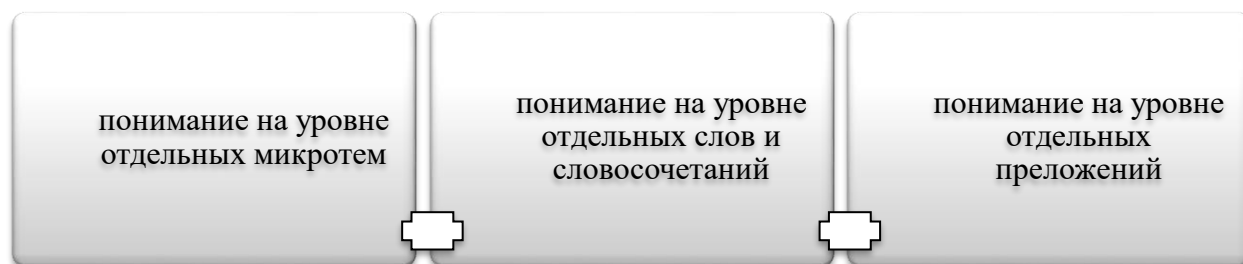 понимание на уровне
отдельных микротем
понимание на уровне
отдельных слов и
словосочетаний
понимание на уровне
отдельных
преложений